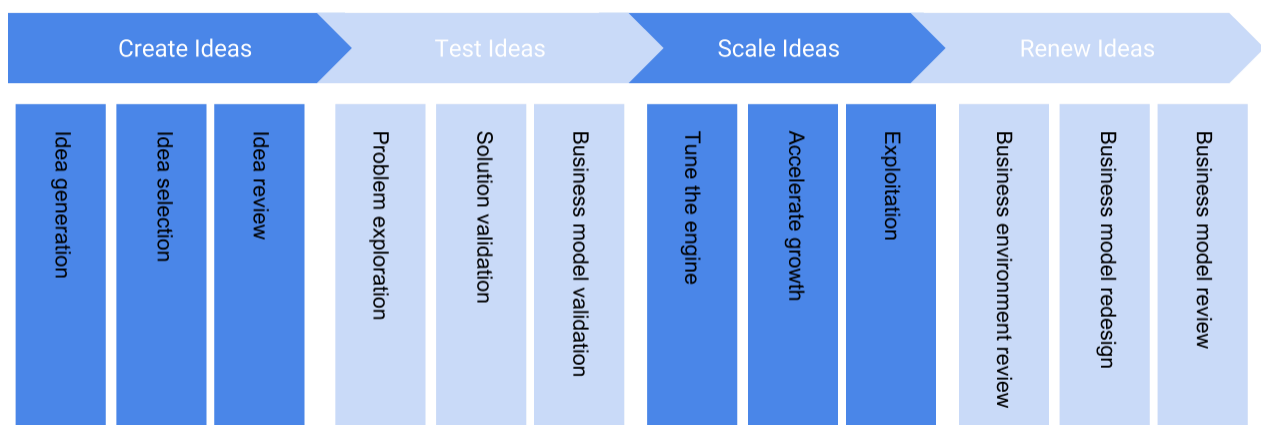 Create Ideas
Test Ideas
Scale Ideas
Renew Ideas
Idea generation
Idea selection
Idea review
Problem exploration
Solution validation
Business model validation
Tune the engine
Accelerate growth
Exploitation
Business environment review
Business model redesign
Business model review